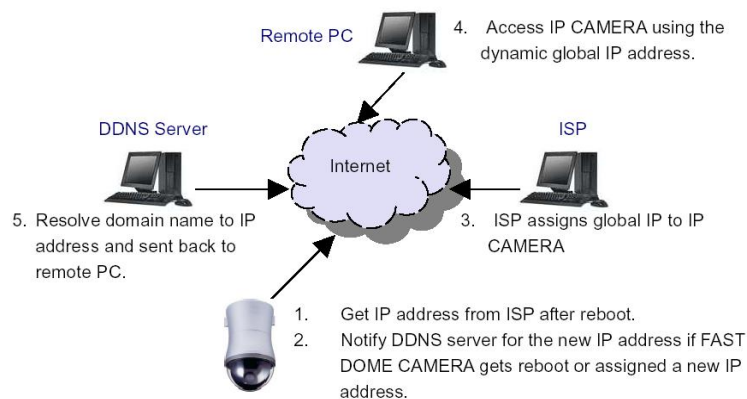 Remote PC
4. Access IP CAMERA using the
dynamic global IP address.
DDNS Server
ISP
Internet
5. Resolve domain name to IP
address and sent back to
remote PC.
3. ISP assigns global IP to IP
CAMERA
1. Get IP address from ISP after reboot.
2. Notify DDNS server for the new IP address if FAST
DOME CAMERA gets reboot or assigned a new IP
address.